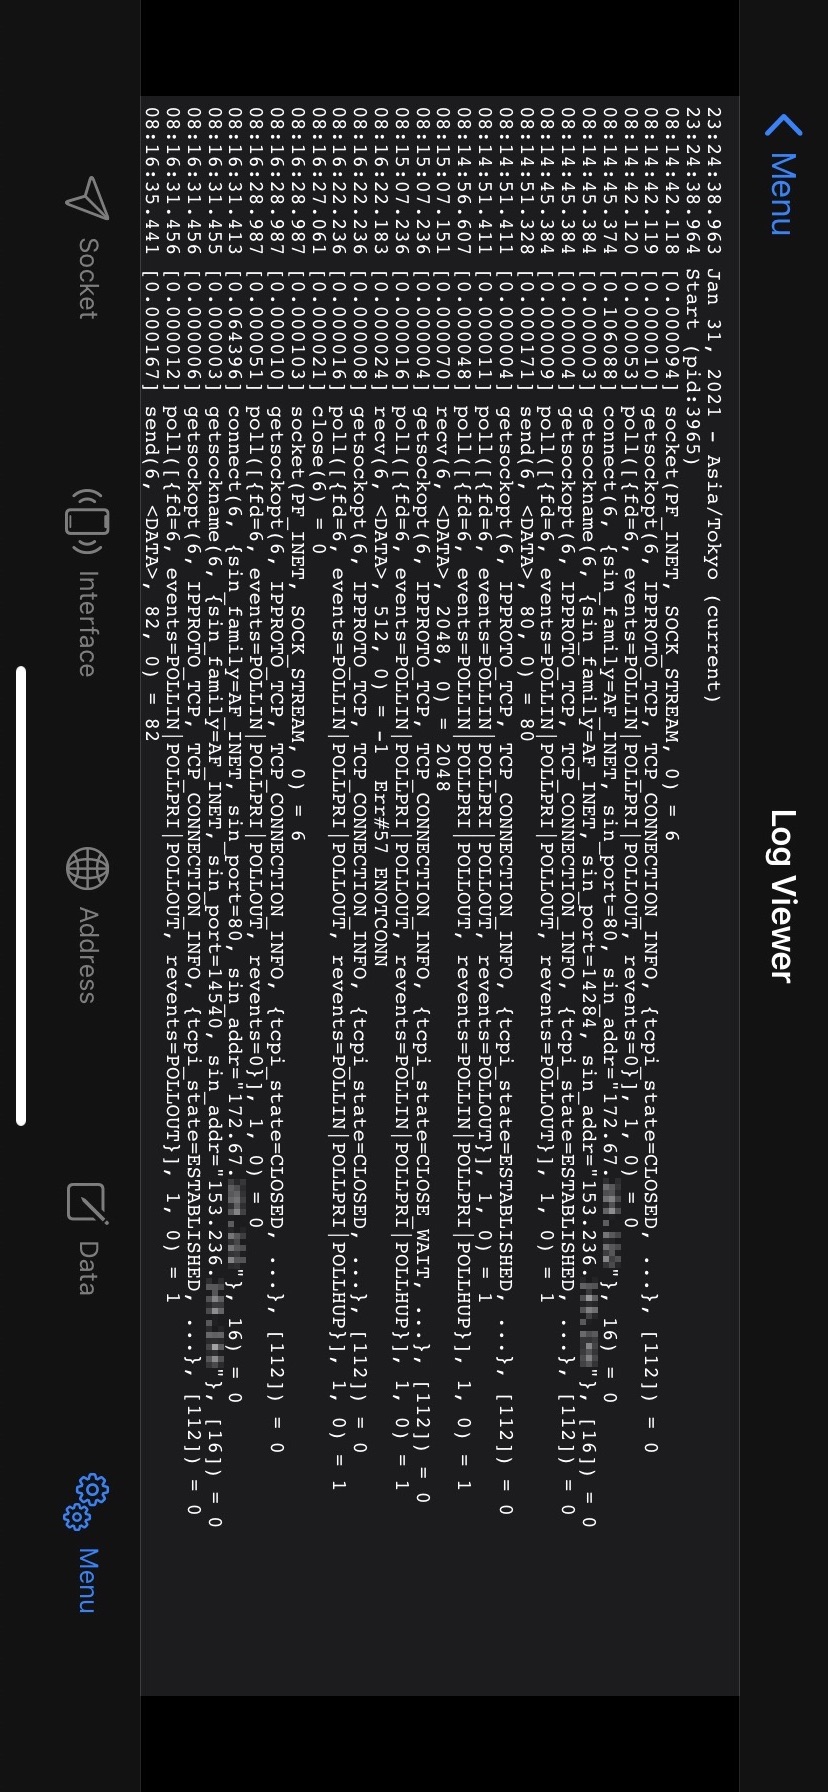 Menu
Log Viewer
23:24:38.963 Jan 31, 2021 - Asia/Tokyo (current)
23:24:38.964 Start (pid:3965)
08:14:42.118 [0.000094] socket(PF_INET, SOCK_STREAM, 0) = 6
08:14:42.119 [0.000010] getsockopt(6, IPPROTO_TCP, TCP_CONNECTION_INFO, {tcpi_state=CLOSED, ...}, [112]) = 0
08:14:42.120 [0.000053] poll([{fd=6, events=POLLIN|POLLPRI|POLLOUT, revents=0}], 1, 0) = 0
08:14:45.374 [0.106088] connect(6, {sin_family=AF_INET, sin_port=80, sin_addr="172.67. "}, 16) = 0
08:14:45.384 [0.000003] getsockname(6, {sin_family=AF_INET, sin_port=14284, sin_addr="153.236. "}, [16]) = 0
08:14:45.384 [0.000004] getsockopt(6, IPPROTO_TCP, TCP_CONNECTION_INFO, {tcpi_state=ESTABLISHED, ...}, [112]) = 0
08:14:45.384 [0.000009] poll([{fd=6, events=POLLIN|POLLPRI|POLLOUT, revents=POLLOUT}], 1, 0) = 1
08:14:51.328 [0.000171] send(6, <DATA>, 80, 0) = 80
08:14:51.411 [0.000004] getsockopt(6, IPPROTO_TCP, TCP_CONNECTION_INFO, {tcpi_state=ESTABLISHED, ...}, [112]) = 0
08:14:51.411 [0.000011] poll([{fd=6, events=POLLIN|POLLPRI|POLLOUT, revents=POLLOUT}], 1, 0) = 1
08:14:56.607 [0.000048] poll([{fd=6, events=POLLIN|POLLPRI|POLLOUT, revents=POLLIN|POLLPRI|POLLHUP}], 1, 0) = 1
08:15:07.151 [0.000070] recv(6, <DATA>, 2048, 0) = 2048
08:15:07.236 [0.000004] getsockopt(6, IPPROTO_TCP, TCP_CONNECTION_INFO, {tcpi_state=CLOSE_WAIT, ...}, [112]) = 0
08:15:07.236 [0.000016] poll([{fd=6, events=POLLIN|POLLPRI|POLLOUT, revents=POLLIN|POLLPRI|POLLHUP}], 1, 0) = 1
08:16:22.183 [0.000024] recv(6, <DATA>, 512, 0) = -1 Err#57 ENOTCONN
08:16:22.236 [0.000008] getsockopt(6, IPPROTO_TCP, TCP_CONNECTION_INFO, {tcpi_state=CLOSED, ...}, [112]) = 0
08:16:22.236 [0.000016] poll([{fd=6, events=POLLIN|POLLPRI|POLLOUT, revents=POLLIN|POLLPRI|POLLHUP}], 1, 0) = 1
08:16:27.061 [0.000021] close(6) = 0
08:16:28.987 [0.000103] socket(PF_INET, SOCK_STREAM, 0) = 6
08:16:28.987 [0.000010] getsockopt(6, IPPROTO_TCP, TCP_CONNECTION_INFO, {tcpi_state=CLOSED, ...}, [112]) = 0
08:16:28.987 [0.000051] poll([{fd=6, events=POLLIN|POLLPRI|POLLOUT, revents=0}], 1, 0) = 0
08:16:31.413 [0.064396] connect(6, {sin_family=AF_INET, sin_port=80, sin_addr="172.67. "}, 16) = 0
08:16:31.455 [0.000003] getsockname(6, {sin_family=AF_INET, sin_port=14540, sin_addr="153.236. "}, [16]) = 0
08:16:31.456 [0.000006] getsockopt(6, IPPROTO_TCP, TCP_CONNECTION_INFO, {tcpi_state=ESTABLISHED, ...}, [112]) = 0
08:16:31.456 [0.000012] poll([{fd=6, events=POLLIN|POLLPRI|POLLOUT, revents=POLLOUT}], 1, 0) = 1
08:16:35.441 [0.000167] send(6, <DATA>, 82, 0) = 82
Socket
Interface
Address
Data
Menu